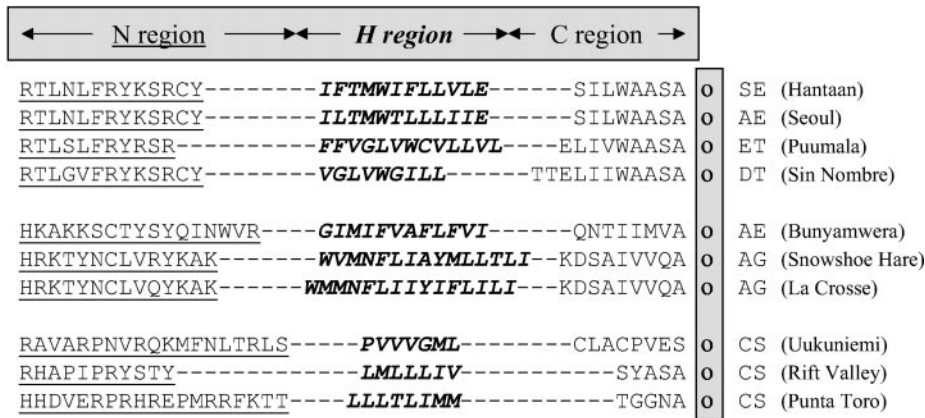 N region H region C region
RTLNLFRYKSRCY--------IFTMWIFLLVLE------SILWAASA o SE (Hantaan)
RTLNLFRYKSRCY--------ILTMWTLLLIIE------SILWAASA o AE (Seoul)
RTLSLFRYRSR----------FFVGLVWCVLLVL----ELIVWAASA o ET (Puumala)
RTLGVFRYKSRCY--------VGLVWGILL------TTELIIWAASA o DT (Sin Nombre)
HKAKKSCTYSYQINWVR----GIMIFVAFLFVI------QNTIIMVA o AE (Bunyamwera)
HRKTYNCLVRYKAK-------WVMNFLIAYMLLTLI--KDSAIVVQA o AG (Snowshoe Hare)
HRKTYNCLVQYKAK------WMMNFLIIYIFLILI---KDSAIVVQA o AG (La Crosse)
RAVARPNVRQKMFNLTRLS-----PVVVGML--------CLACPVES o CS (Uukuniemi)
RHAPIPRYSTY-------------LMLLLIV-----------SYASA o CS (Rift Valley)
HHDVERPRHREPMRRFKTT----LLLTLIMM-----------TGGNA o CS (Punta Toro)